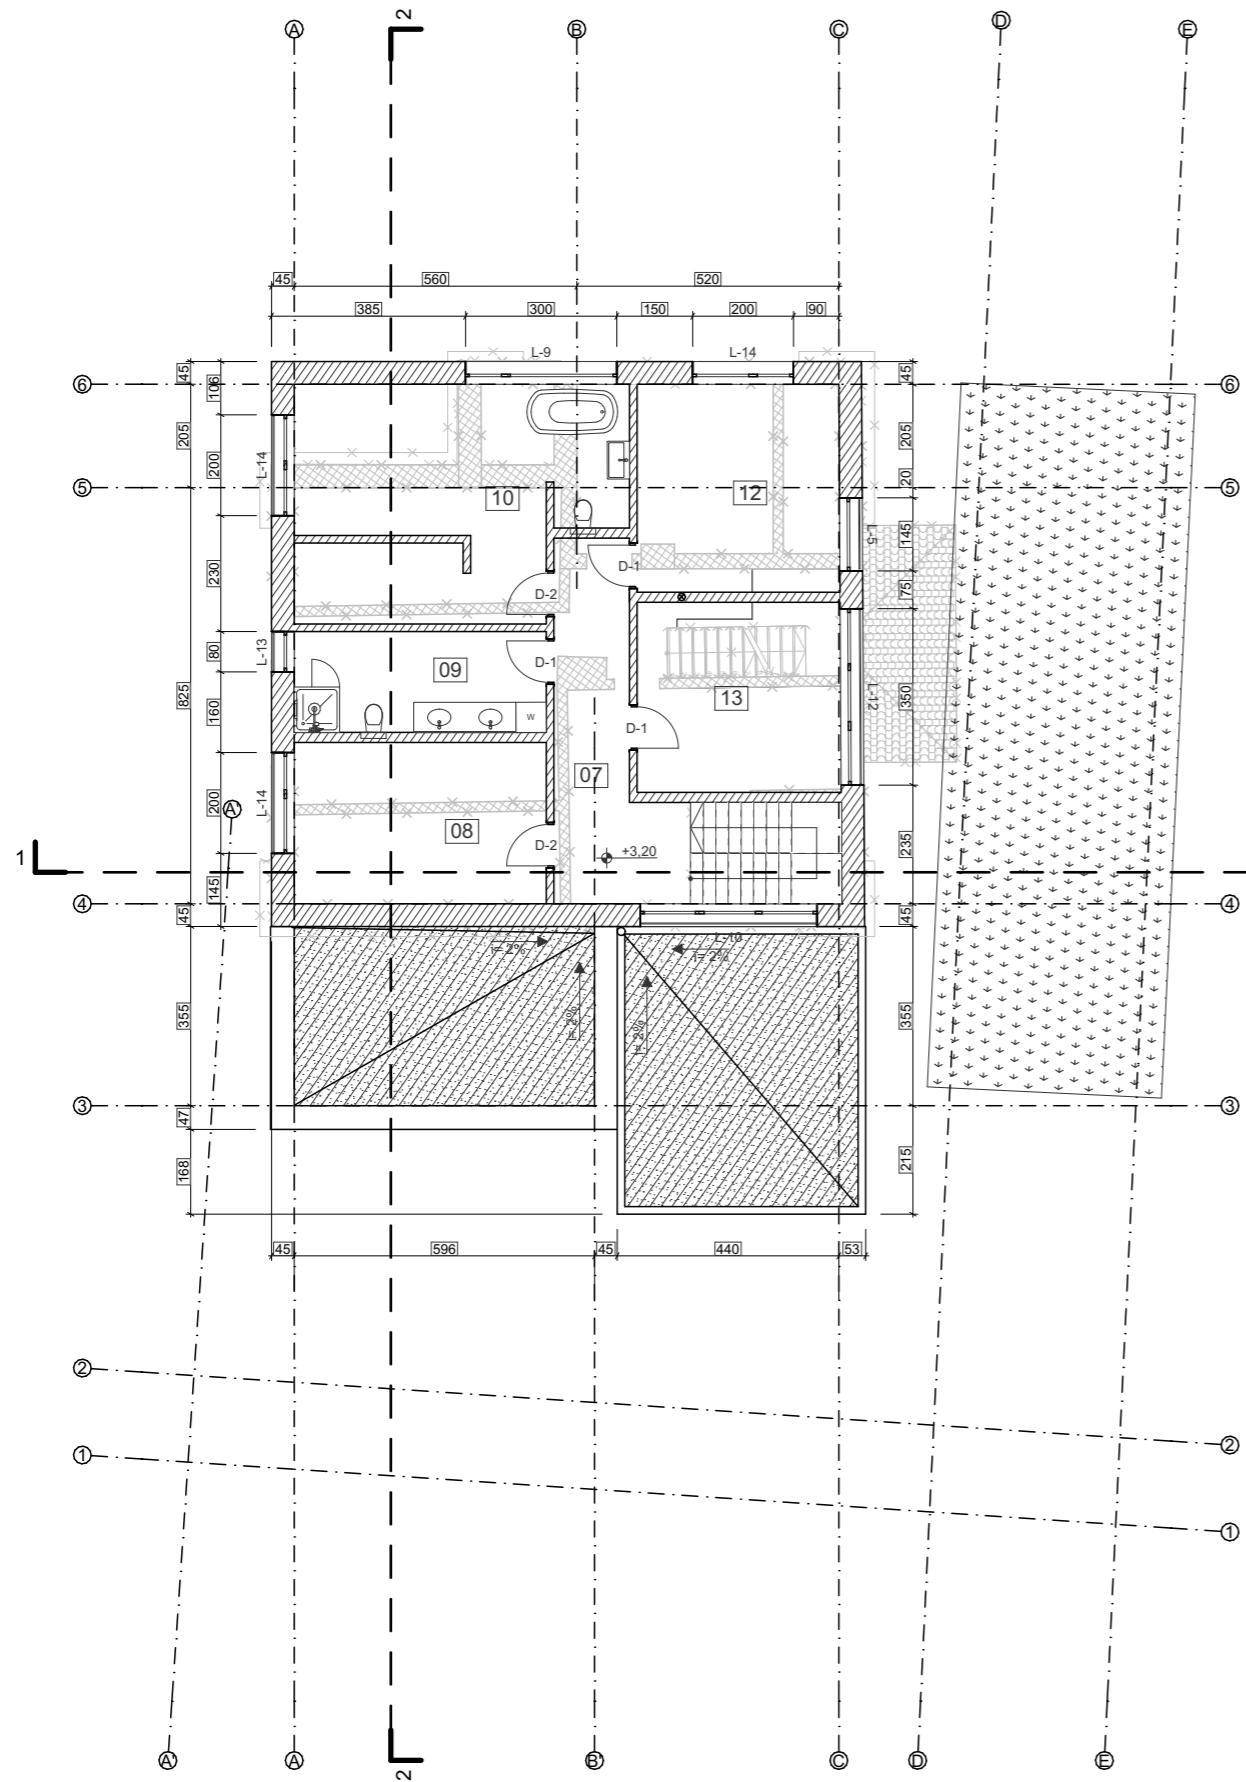 A
2
B
C
D
E
45
560
520
385
300
150
200
90
L-9
L-14
6
45
106
45
6
205
200
L-14
205
5
10
12
20
5
L-5
145
230
D-1
D-2
75
825
L-13
80
09
D-1
160
13
L-12
350
W
D-1
07
200
L-14
A'
08
235
D-2
+3,20
1
145
4
45
45
4
L-10
i= 2%
i= 2%
i= 2%
i= 2%
355
355
3
47
3
168
215
45
596
45
440
53
2
2
1
1
A'
A
2
B'
C
D
E